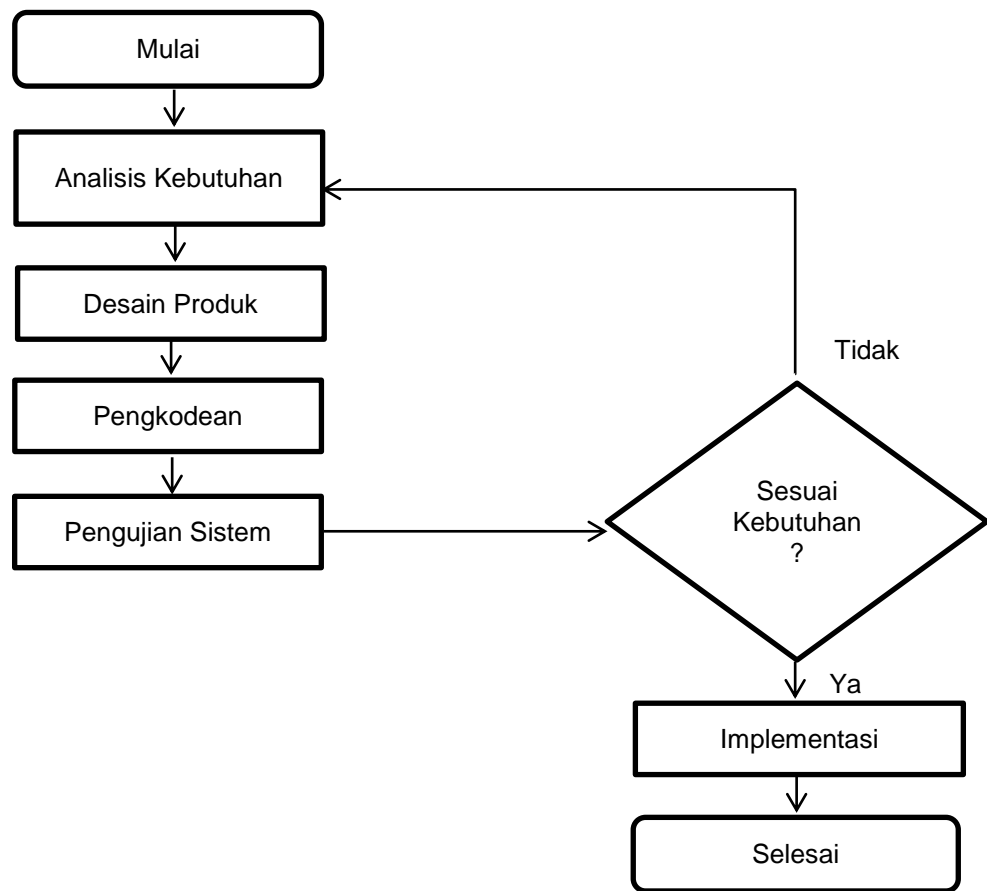 Mulai
Analisis Kebutuhan
Desain Produk
Pengkodean
Pengujian Sistem
Tidak
Sesuai
Kebutuhan
?
Ya
Implementasi
Selesai